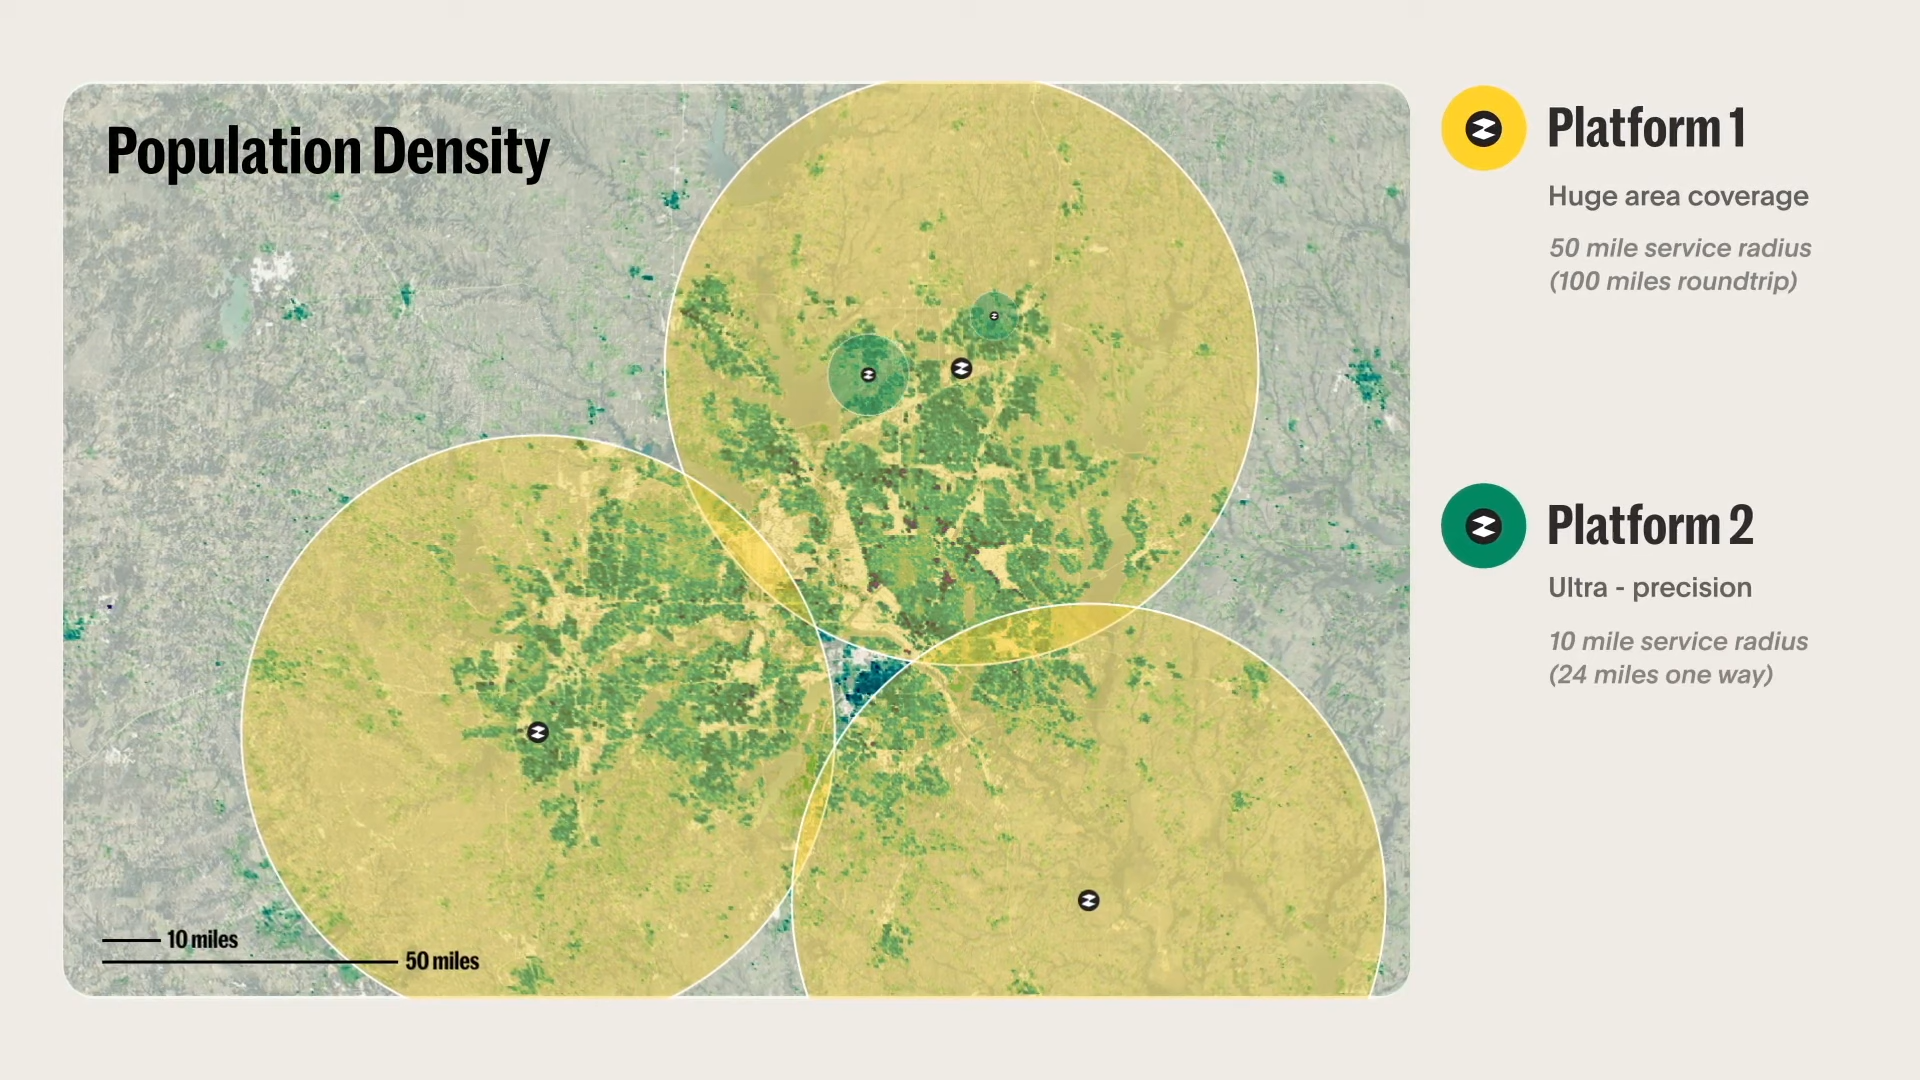 Population Density
10 miles
50 miles
Platform 1
Huge area coverage
50 mile service radius
(100 miles roundtrip)
Platform 2
Ultra - precision
10 mile service radius
(24 miles one way)